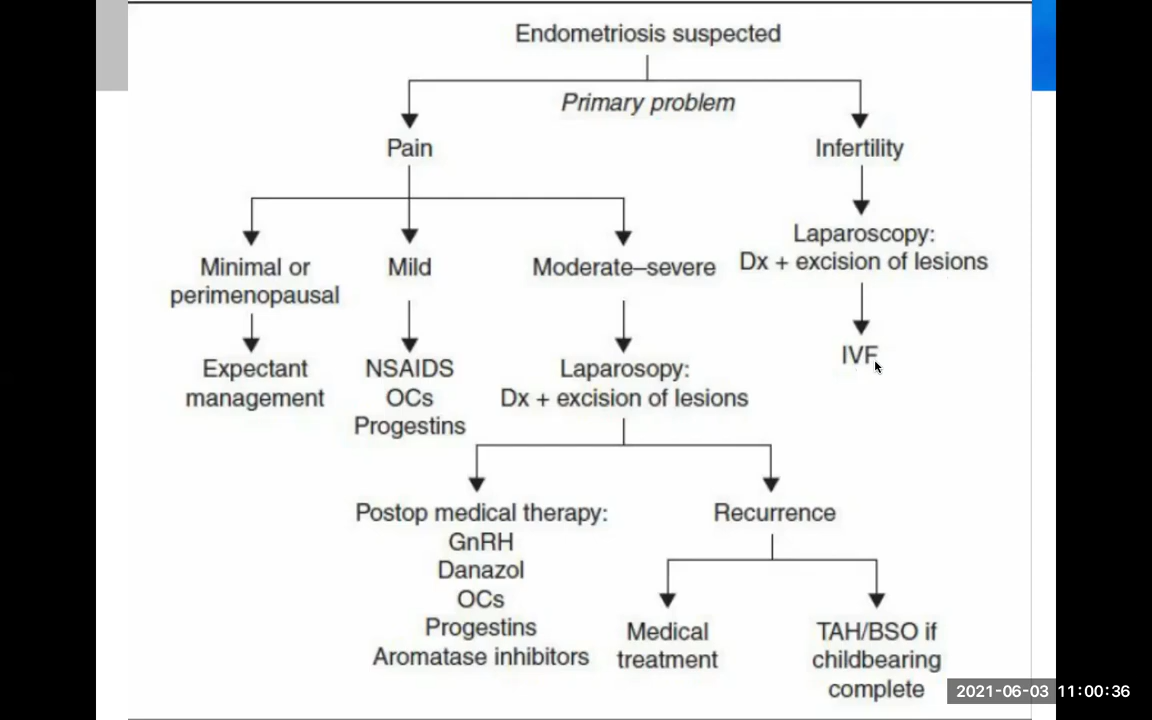 Endometriosis suspected
Primary problem
Pain
Infertility
Minimal or
perimenopausal
Mild
Moderate–severe
Laparoscopy:
Dx + excision of lesions
Expectant
management
NSAIDS
OCs
Progestins
Laparosopy:
Dx + excision of lesions
IVF
Postop medical therapy:
GnRH
Danazol
OCs
Progestins
Aromatase inhibitors
Recurrence
Medical
treatment
TAH/BSO if
childbearing
complete
2021-06-03 11:00:36